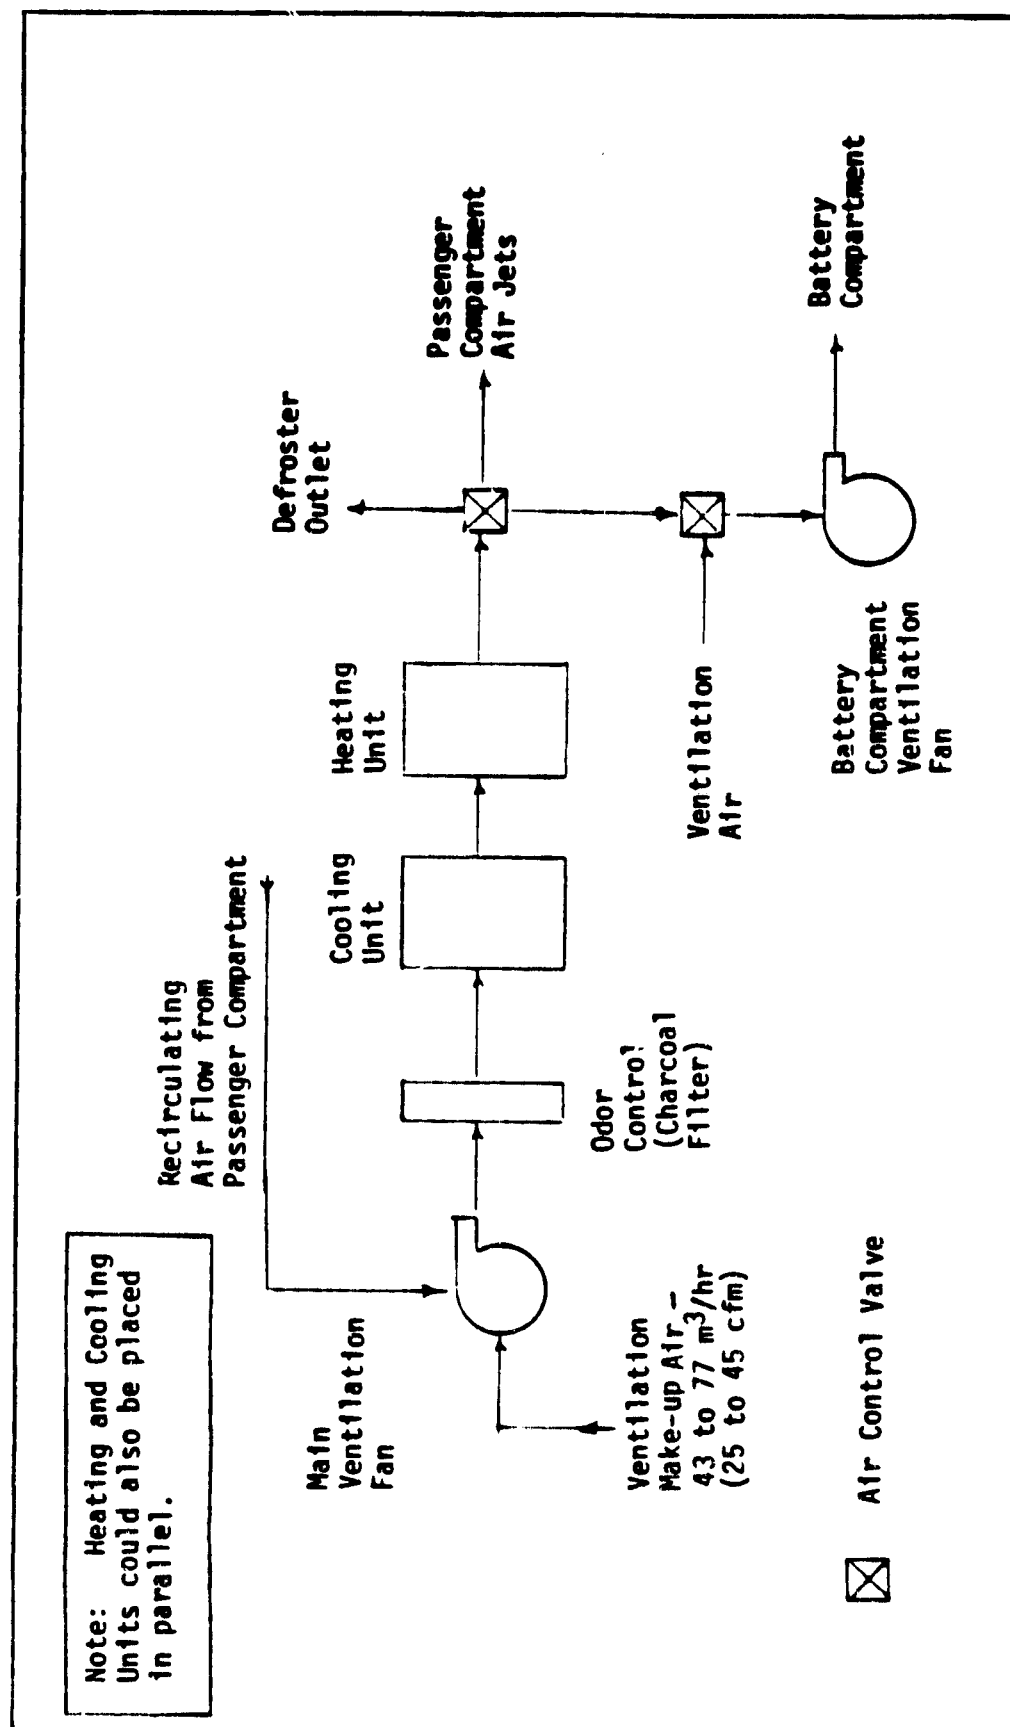 Note: Heating and Cooling
Units could also be placed
in parallel.
Recirculating
Air Flow from
Passenger Compartment
Main
Ventilation
Fan
Ventilation
Make-up Air –
43 to 77 m³/hr
(25 to 45 cfm)
Odor
Control
(Charcoal
Filter)
Cooling
Unit
Heating
Unit
Defroster
Outlet
Passenger
Compartment
Air Jets
Ventilation
Air
Battery
Compartment
Ventilation
Fan
Battery
Compartment
Air Control Valve